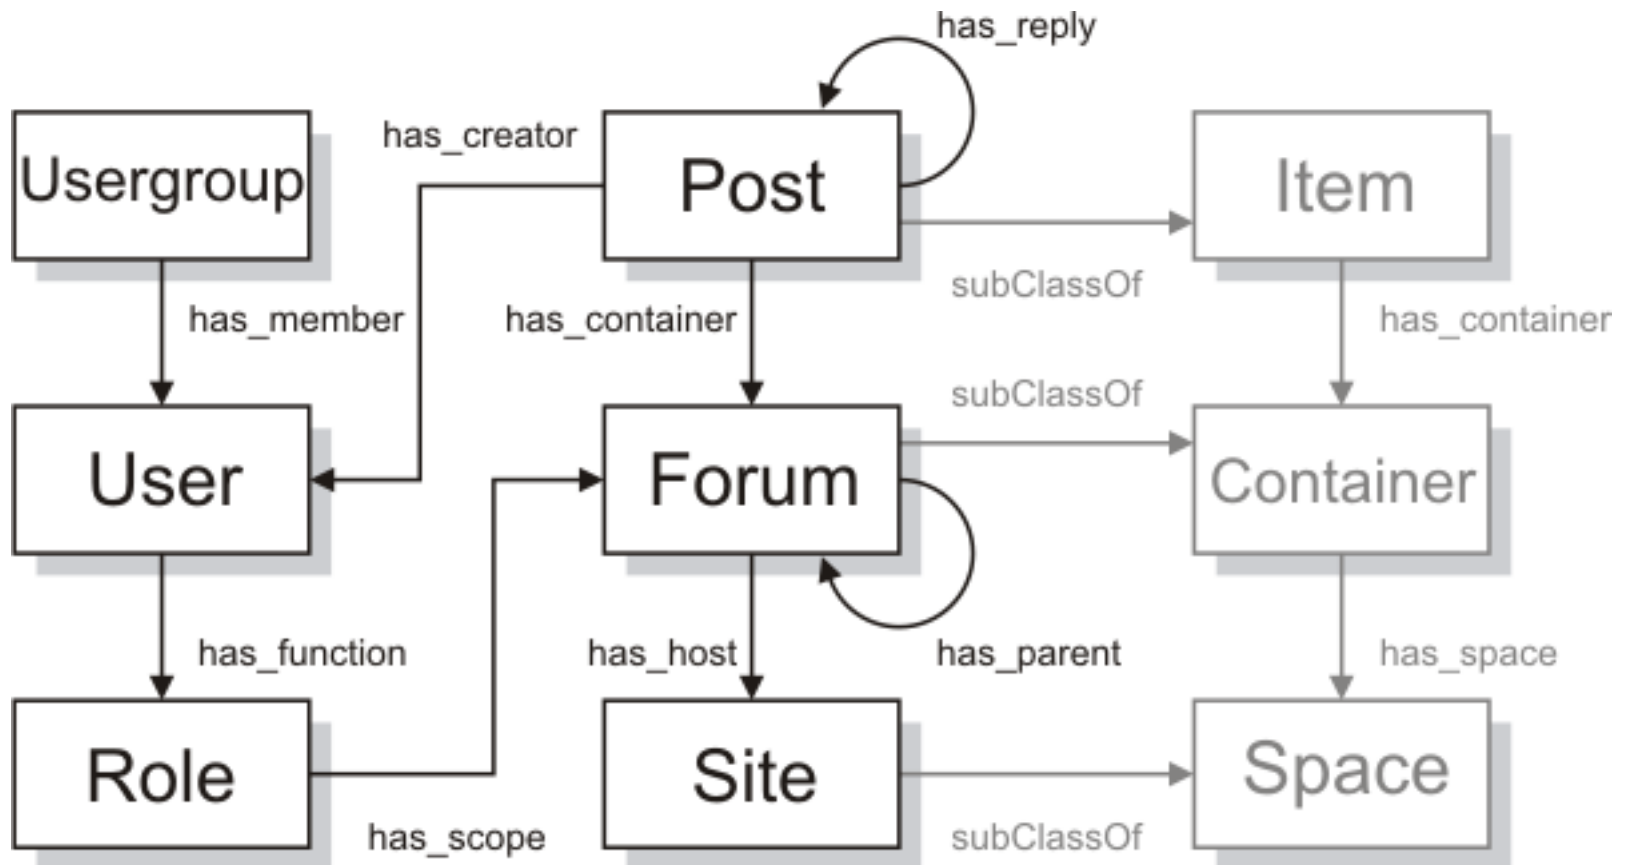 has_reply
has_creator
Usergroup
Post
Item
subClassOf
has_member
has_container
has_container
subClassOf
User
Forum
Container
has_function
has_host
has_parent
has_space
Role
Site
Space
has_scope
subClassOf